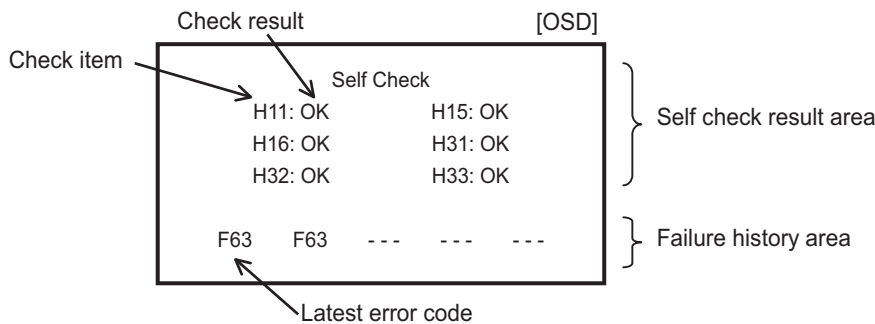 Check result [OSD]
Check item
Self Check
H11: OK H15: OK
H16: OK H31: OK
H32: OK H33: OK
Self check result area
F63 F63 - - - - - - - - -
Failure history area
Latest error code